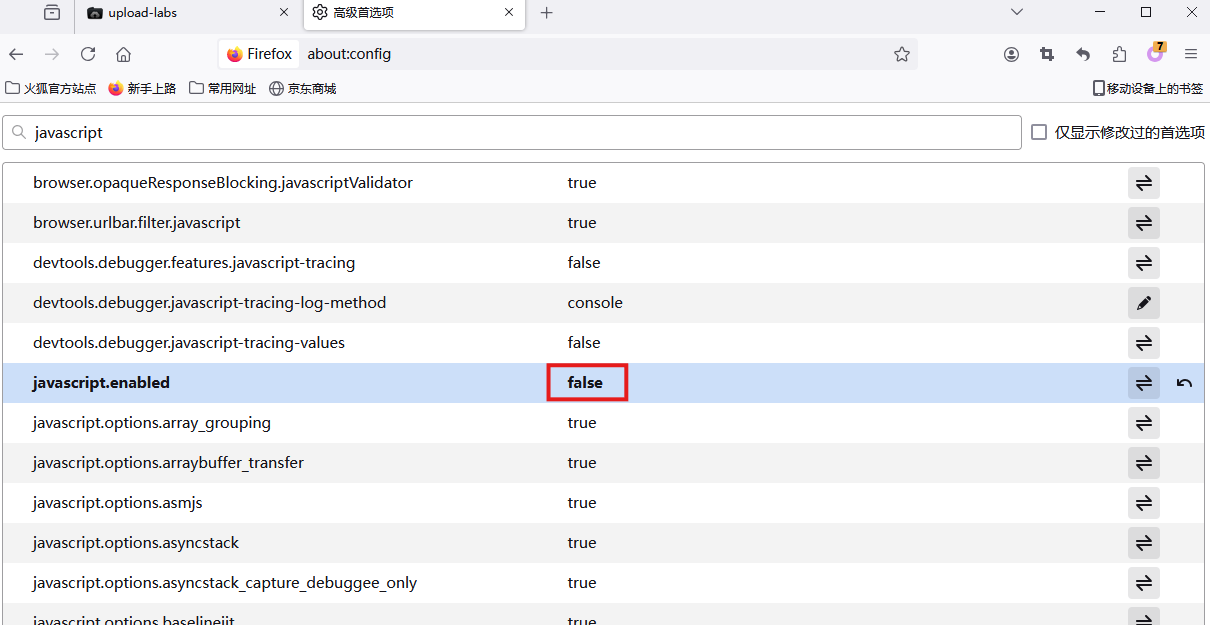 upload-labs
高级首选项
Firefox about:config
7
火狐官方站点 新手上路 常用网址 京东商城 移动设备上的书签
javascript 仅显示修改过的首选项
browser.opaqueResponseBlocking.javascriptValidator true
browser.urlbar.filter.javascript true
devtools.debugger.features.javascript-tracing false
devtools.debugger.javascript-tracing-log-method console
devtools.debugger.javascript-tracing-values false
javascript.enabled false
javascript.options.array_grouping true
javascript.options.arraybuffer_transfer true
javascript.options.asmjs true
javascript.options.asyncstack true
javascript.options.asyncstack_capture_debuggee_only true
javascript.options.baselinejit true